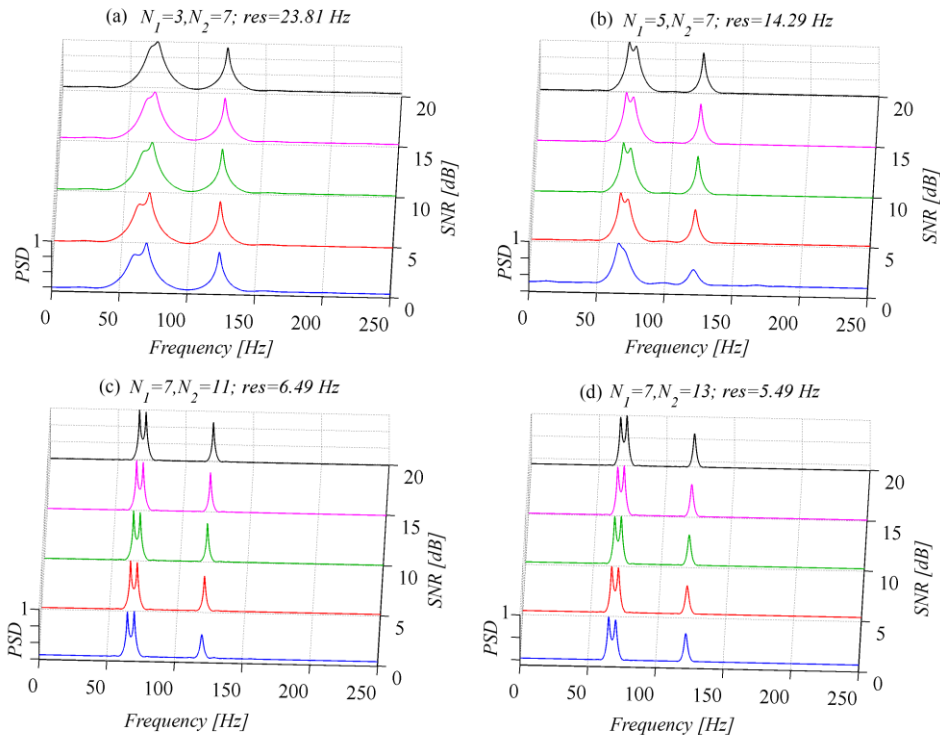 (a) N1=3,N2=7; res=23.81 Hz
20
15
10
5
0
SNR [dB]
1
PSD
0 50 100 150 200 250
Frequency [Hz]
(b) N1=5,N2=7; res=14.29 Hz
20
15
10
5
0
SNR [dB]
1
PSD
0 50 100 150 200 250
Frequency [Hz]
(c) N1=7,N2=11; res=6.49 Hz
20
15
10
5
0
SNR [dB]
1
PSD
0 50 100 150 200 250
Frequency [Hz]
(d) N1=7,N2=13; res=5.49 Hz
20
15
10
5
0
SNR [dB]
1
PSD
0 50 100 150 200 250
Frequency [Hz]